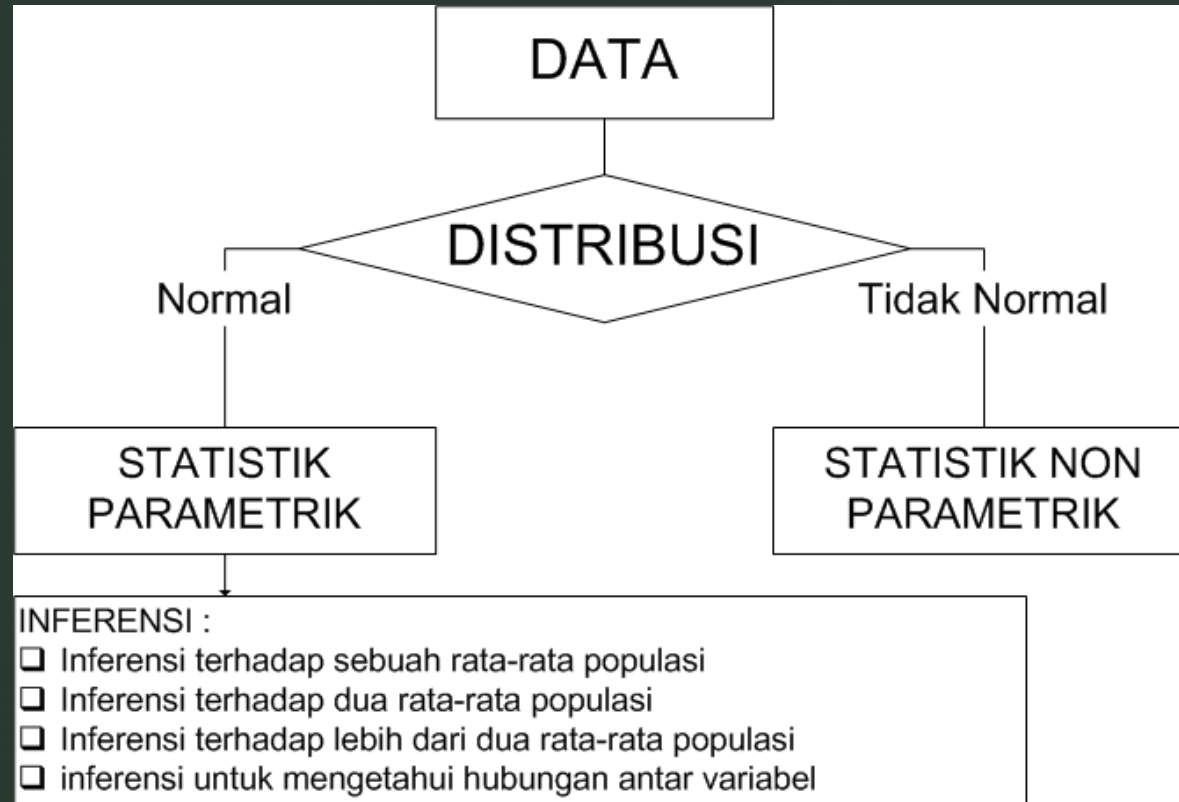 DATA
DISTRIBUSI
Normal
Tidak Normal
STATISTIK
PARAMETRIK
STATISTIK NON
PARAMETRIK
INFERENSI :
Inferensi terhadap sebuah rata-rata populasi
Inferensi terhadap dua rata-rata populasi
Inferensi terhadap lebih dari dua rata-rata populasi
inferensi untuk mengetahui hubungan antar variabel